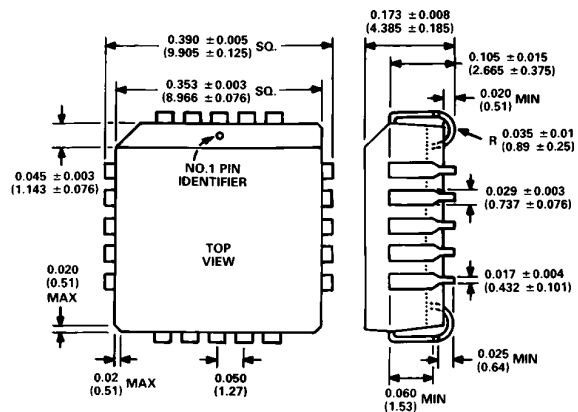 0.390 ±0.005
(9.905 ±0.125) SQ.
0.353 ±0.003
(8.966 ±0.076) SQ.
0.173 ±0.008
(4.385 ±0.185)
0.105 ±0.015
(2.665 ±0.375)
0.020
(0.51) MIN
R 0.035 ±0.01
(0.89 ±0.25)
0.045 ±0.003
(1.143 ±0.076)
NO.1 PIN
IDENTIFIER
0.029 ±0.003
(0.737 ±0.076)
TOP
VIEW
0.020
(0.51)
MAX
0.017 ±0.004
(0.432 ±0.101)
0.02
(0.51) MAX
0.050
(1.27)
0.025
(0.64) MIN
0.060
(1.53) MIN